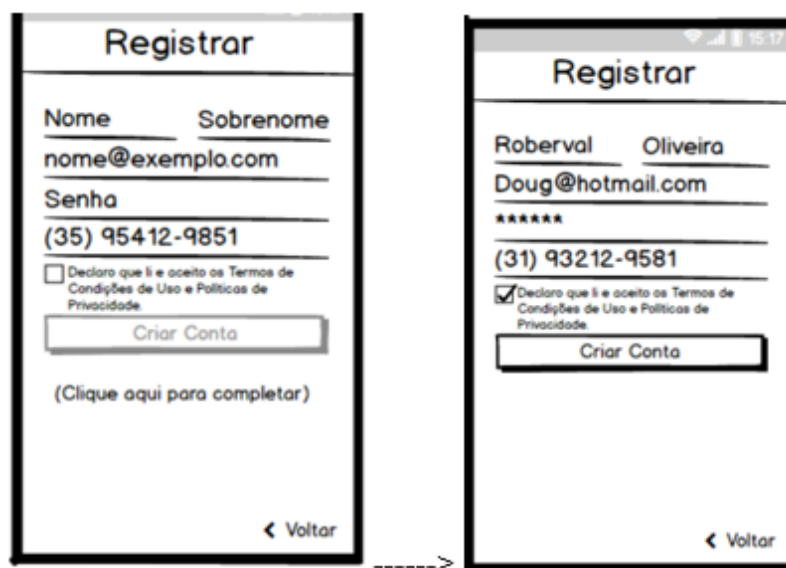 Registrar
Nome Sobrenome
nome@exemplo.com
Senha
(35) 95412-9851
Declaro que li e aceito os Termos de
Condições de Uso e Políticas de
Privacidade.
Criar Conta
(Clique aqui para completar)
Voltar
------>
15:17
Registrar
Roberval Oliveira
Doug@hotmail.com
******
(31) 93212-9581
Declaro que li e aceito os Termos de
Condições de Uso e Políticas de
Privacidade.
Criar Conta
Voltar